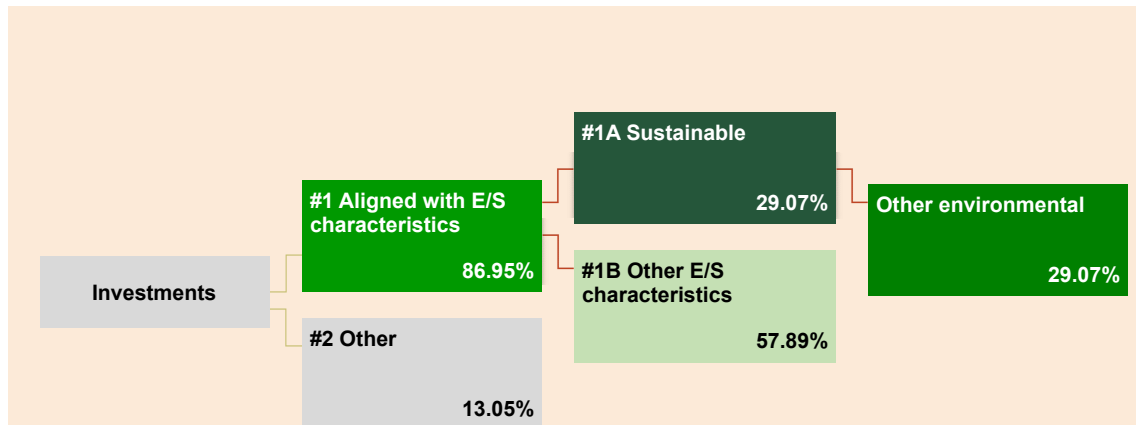 Investments
#1 Aligned with E/S
characteristics
86.95%
#2 Other
13.05%
#1A Sustainable
29.07%
#1B Other E/S
characteristics
57.89%
Other environmental
29.07%